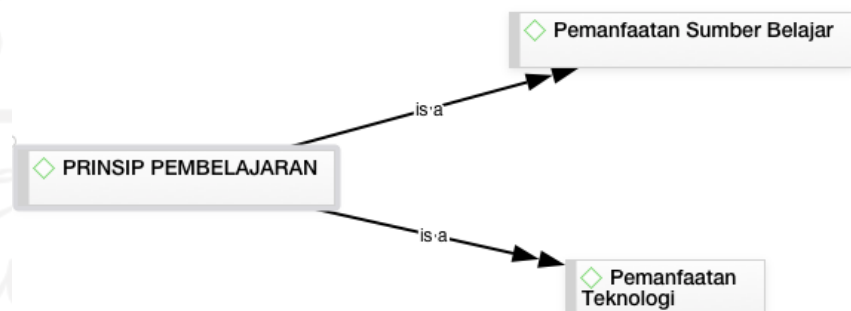 Pemanfaatan Sumber Belajar
is a
PRINSIP PEMBELAJARAN
is a
Pemanfaatan
Teknologi